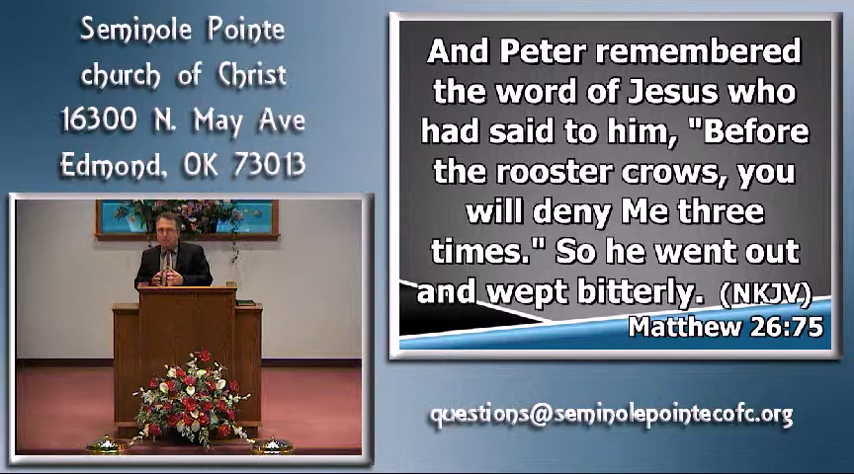 Seminole Pointe
church of Christ
16300 N. May Ave
Edmond, OK 73013
And Peter remembered
the word of Jesus who
had said to him, "Before
the rooster crows, you
will deny Me three
times." So he went out
and wept bitterly. (NKJV)
Matthew 26:75
questions@seminolepointecofc.org